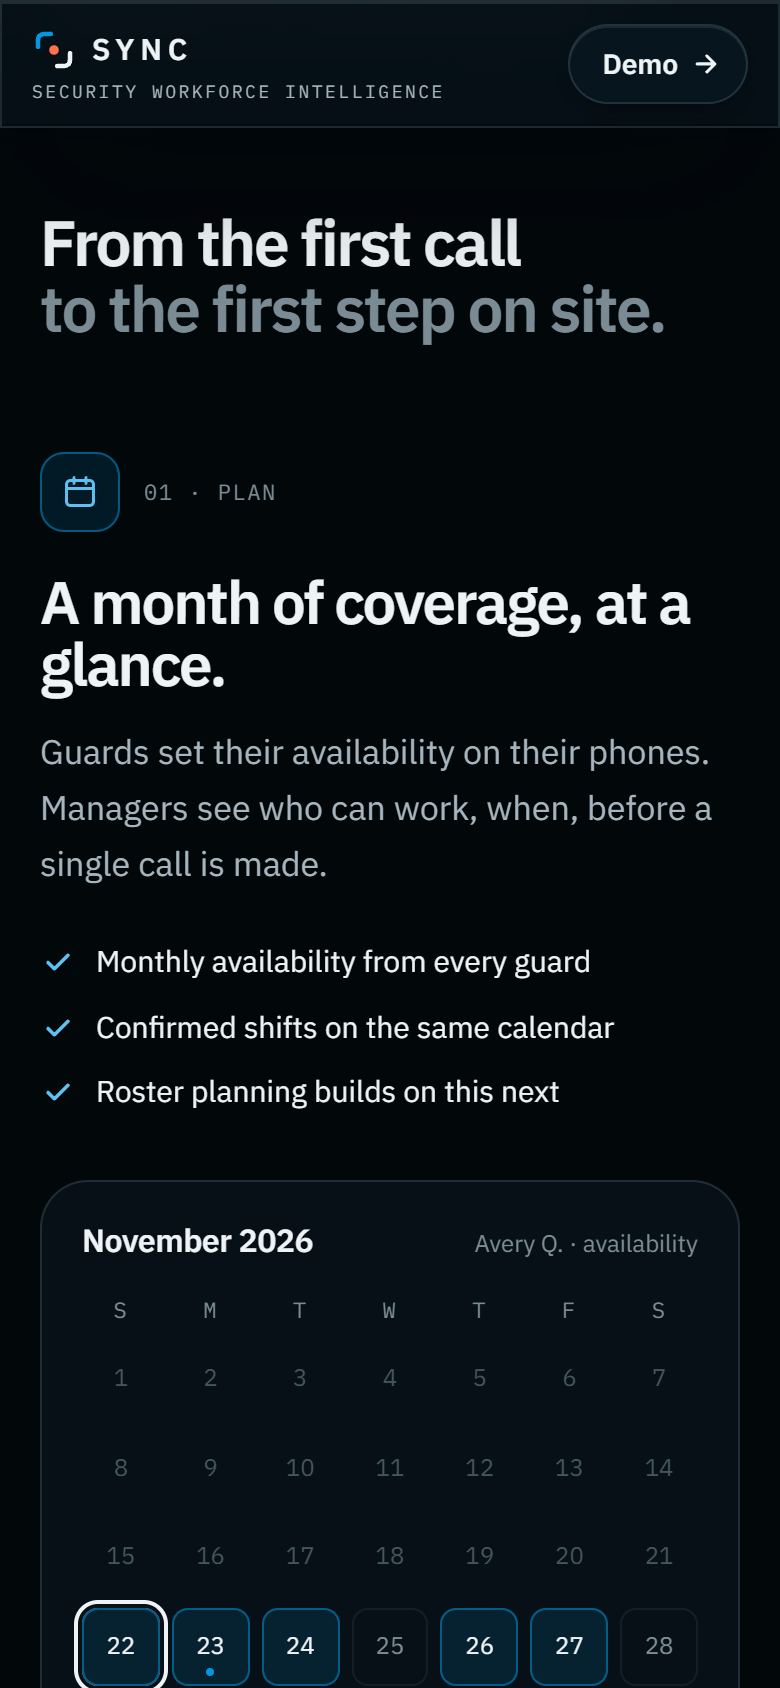 SYNC
SECURITY WORKFORCE INTELLIGENCE
Demo →
From the first call
to the first step on site.
01 · PLAN
A month of coverage, at a
glance.
Guards set their availability on their phones.
Managers see who can work, when, before a
single call is made.
Monthly availability from every guard
Confirmed shifts on the same calendar
Roster planning builds on this next
November 2026 Avery Q. · availability
S M T W T F S
1 2 3 4 5 6 7
8 9 10 11 12 13 14
15 16 17 18 19 20 21
22 23 24 25 26 27 28